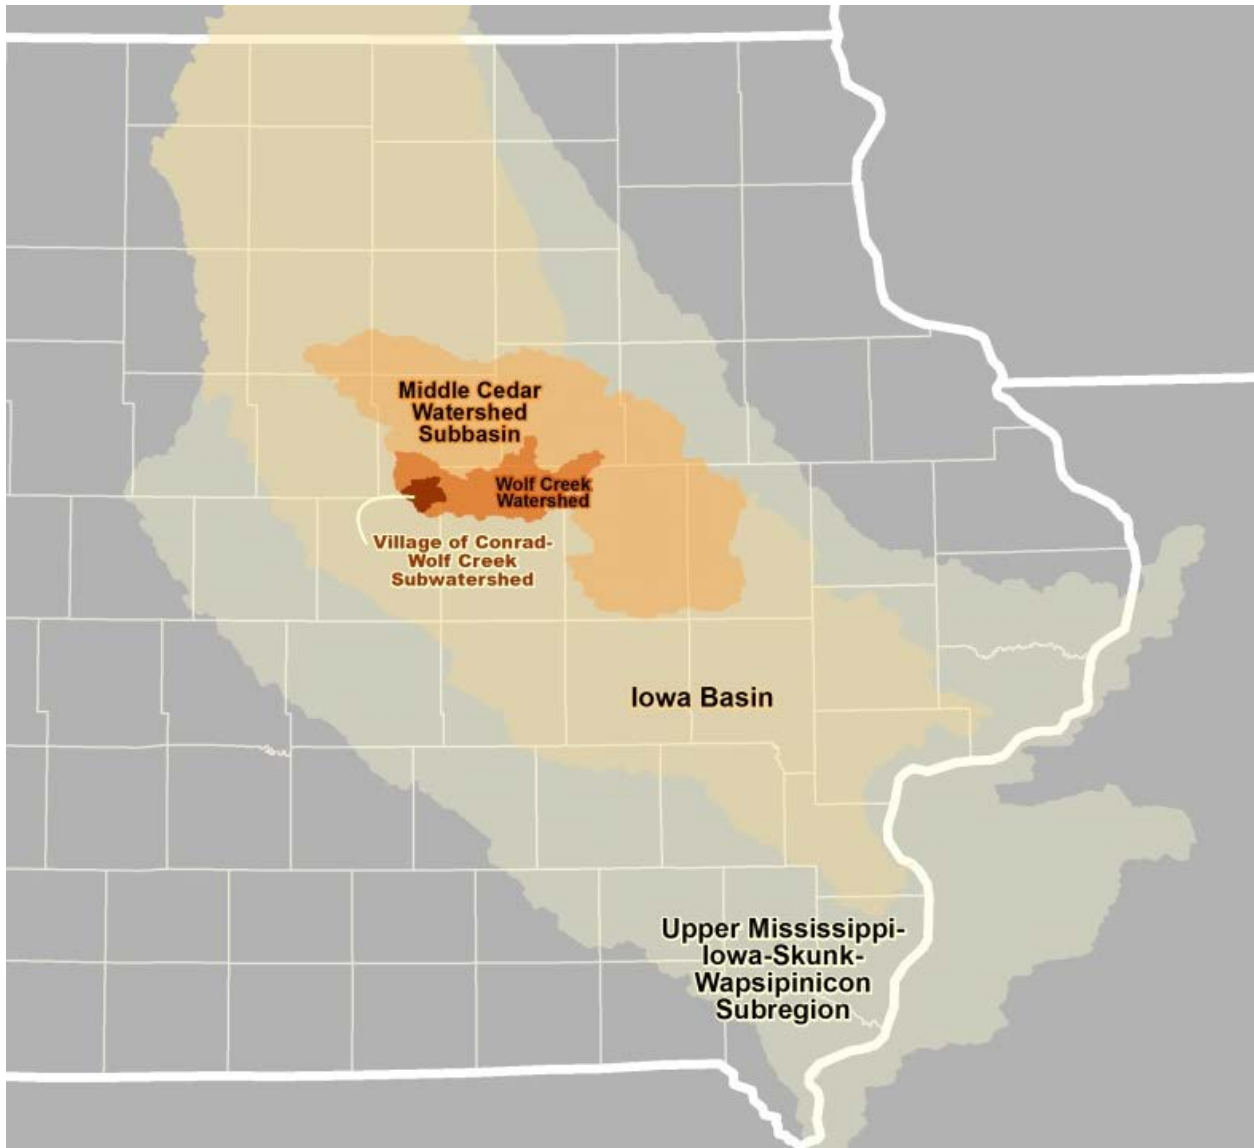 Middle Cedar
Watershed
Subbasin
Wolf Creek
Watershed
Village of Conrad-
Wolf Creek
Subwatershed
Iowa Basin
Upper Mississippi-
Iowa-Skunk-
Wapsipinicon
Subregion